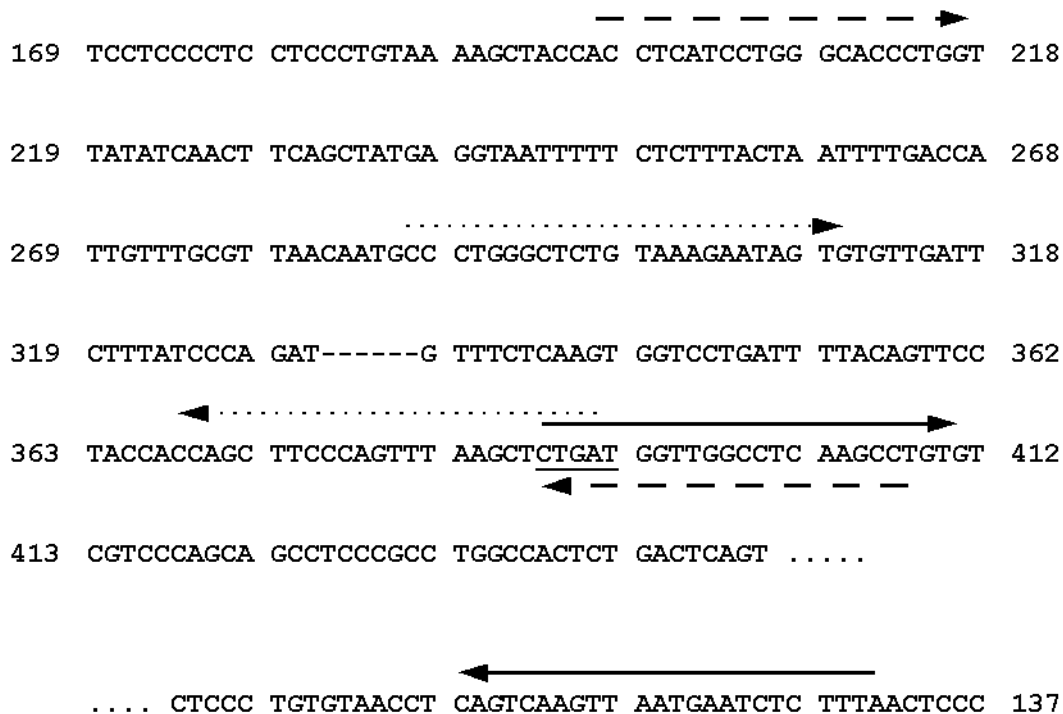 169 TCCTCCCCTC CTCCCTGTAA AAGCTACCAC CTCATCCTGG GCACCCTGGT 218
219 TATATCAACT TCAGCTATGA GGTAATTTTT CTCTTTACTA ATTTTGACCA 268
269 TTGTTTGCGT TAACAATGCC CTGGGCTCTG TAAAGAATAG TGTGTTGATT 318
319 CTTTATCCCA GAT------G TTTCTCAAGT GGTCCTGATT TTACAGTTCC 362
363 TACCACCAGC TTCCCAGTTT AAGCTCTGAT GGTTGGCCTC AAGCCTGTGT 412
413 CGTCCCAGCA GCCTCCCGCC TGGCCACTCT GACTCAGT .....
.... CTCCC TGTGTAACCT CAGTCAAGTT AATGAATCTC TTTAACTCCC 137